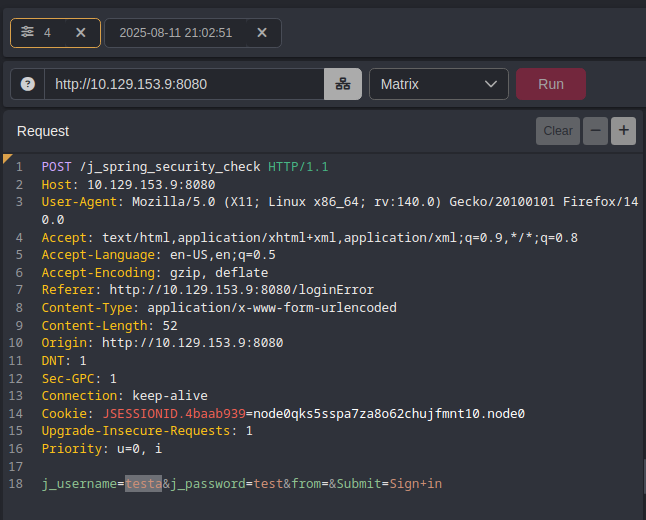 4 ✕ 2025-08-11 21:02:51 ✕
? http://10.129.153.9:8080 Matrix Run
Request Clear − +
1 POST /j_spring_security_check HTTP/1.1
2 Host: 10.129.153.9:8080
3 User-Agent: Mozilla/5.0 (X11; Linux x86_64; rv:140.0) Gecko/20100101 Firefox/14
0.0
4 Accept: text/html,application/xhtml+xml,application/xml;q=0.9,*/*;q=0.8
5 Accept-Language: en-US,en;q=0.5
6 Accept-Encoding: gzip, deflate
7 Referer: http://10.129.153.9:8080/loginError
8 Content-Type: application/x-www-form-urlencoded
9 Content-Length: 52
10 Origin: http://10.129.153.9:8080
11 DNT: 1
12 Sec-GPC: 1
13 Connection: keep-alive
14 Cookie: JSESSIONID.4baab939=node0qks5sspa7za8o62chujfmnt10.node0
15 Upgrade-Insecure-Requests: 1
16 Priority: u=0, i
17
18 j_username=testa&j_password=test&from=&Submit=Sign+in